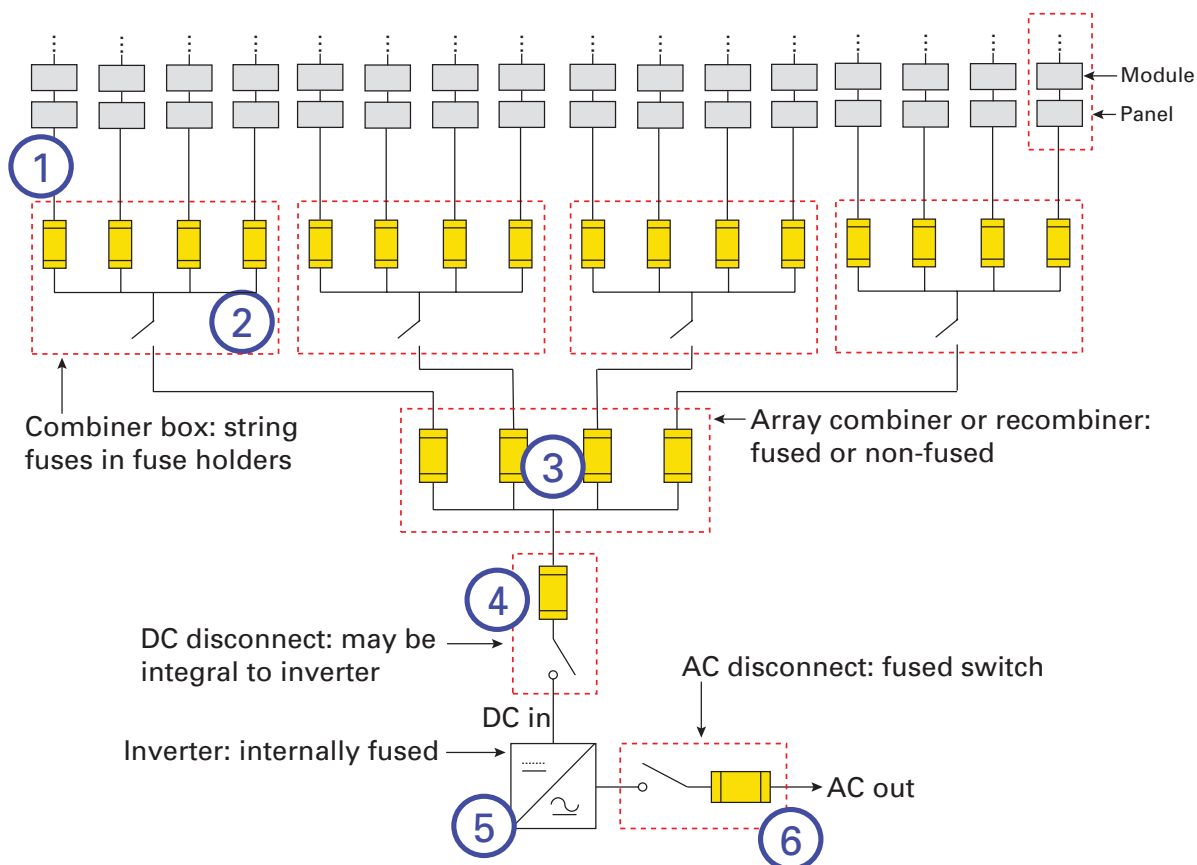 Module
Panel
1
2
Combiner box: string
fuses in fuse holders
Array combiner or recombiner:
fused or non-fused
3
4
DC disconnect: may be
integral to inverter
AC disconnect: fused switch
DC in
Inverter: internally fused
AC out
5
6